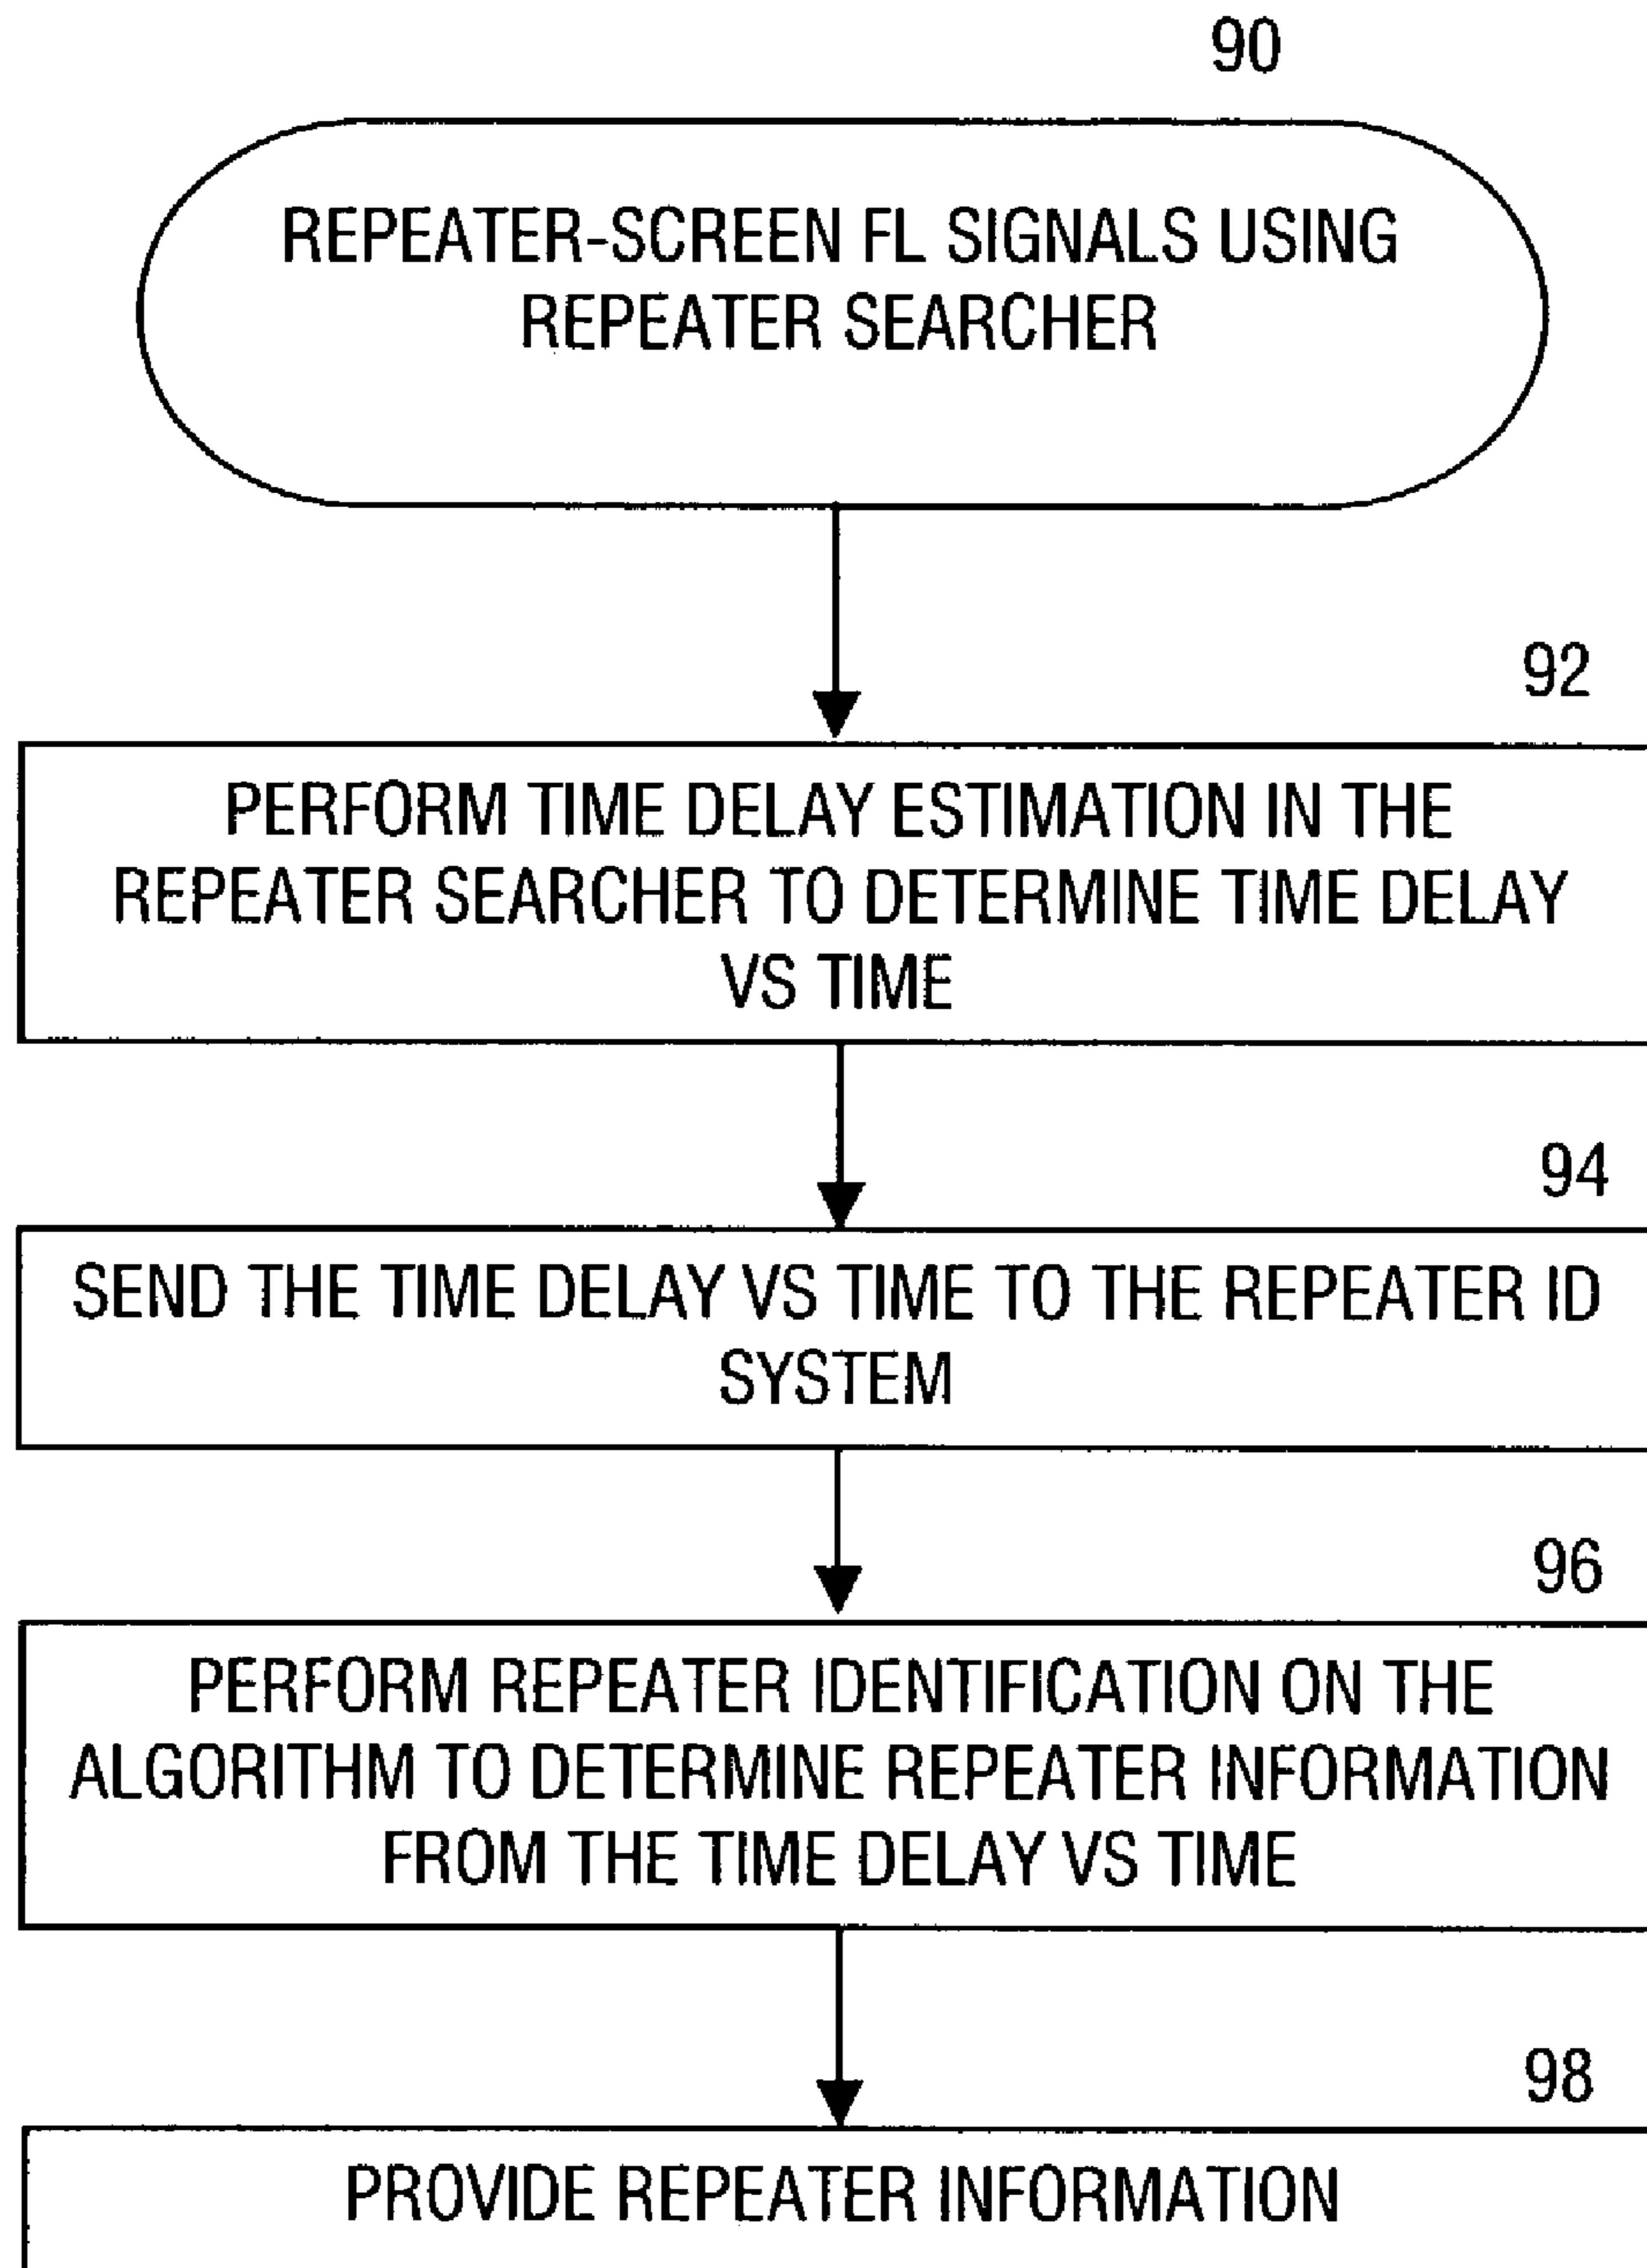 90
REPEATER-SCREEN FL SIGNALS USING
REPEATER SEARCHER
92
PERFORM TIME DELAY ESTIMATION IN THE
REPEATER SEARCHER TO DETERMINE TIME DELAY
VS TIME
94
SEND THE TIME DELAY VS TIME TO THE REPEATER ID
SYSTEM
96
PERFORM REPEATER IDENTIFICATION ON THE
ALGORITHM TO DETERMINE REPEATER INFORMATION
FROM THE TIME DELAY VS TIME
98
PROVIDE REPEATER INFORMATION